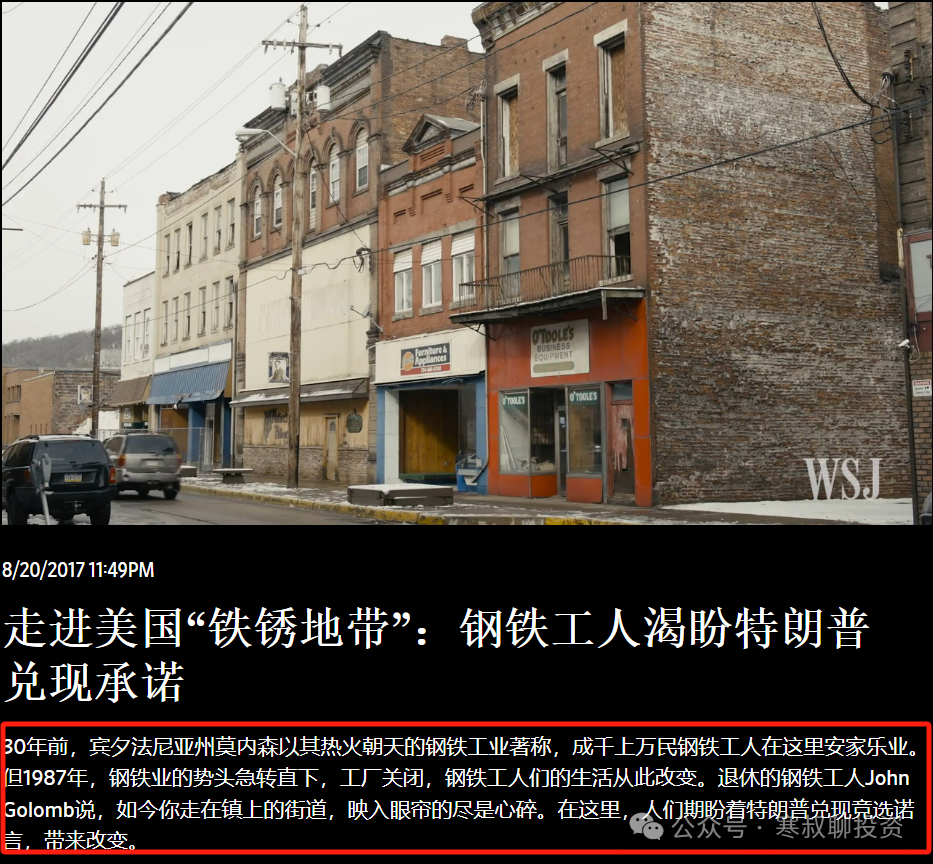 Furniture &
Appliances
O'TOOLE'S
BUSINESS
EQUIPMENT
O'TOOLE'S
O'TOOLE'S
WSJ
8/20/2017 11:49PM
走进美国“铁锈地带”：钢铁工人渴盼特朗普
兑现承诺
30年前，宾夕法尼亚州莫内森以其热火朝天的钢铁工业著称，成千上万民钢铁工人在这里安家乐业。
但1987年，钢铁业的势头急转直下，工厂关闭，钢铁工人们的生活从此改变。退休的钢铁工人John
Golomb说，如今你走在镇上的街道，映入眼帘的尽是心碎。在这里，人们期盼着特朗普兑现竞选诺
言，带来改变。
公众号 · 寒叔聊投资